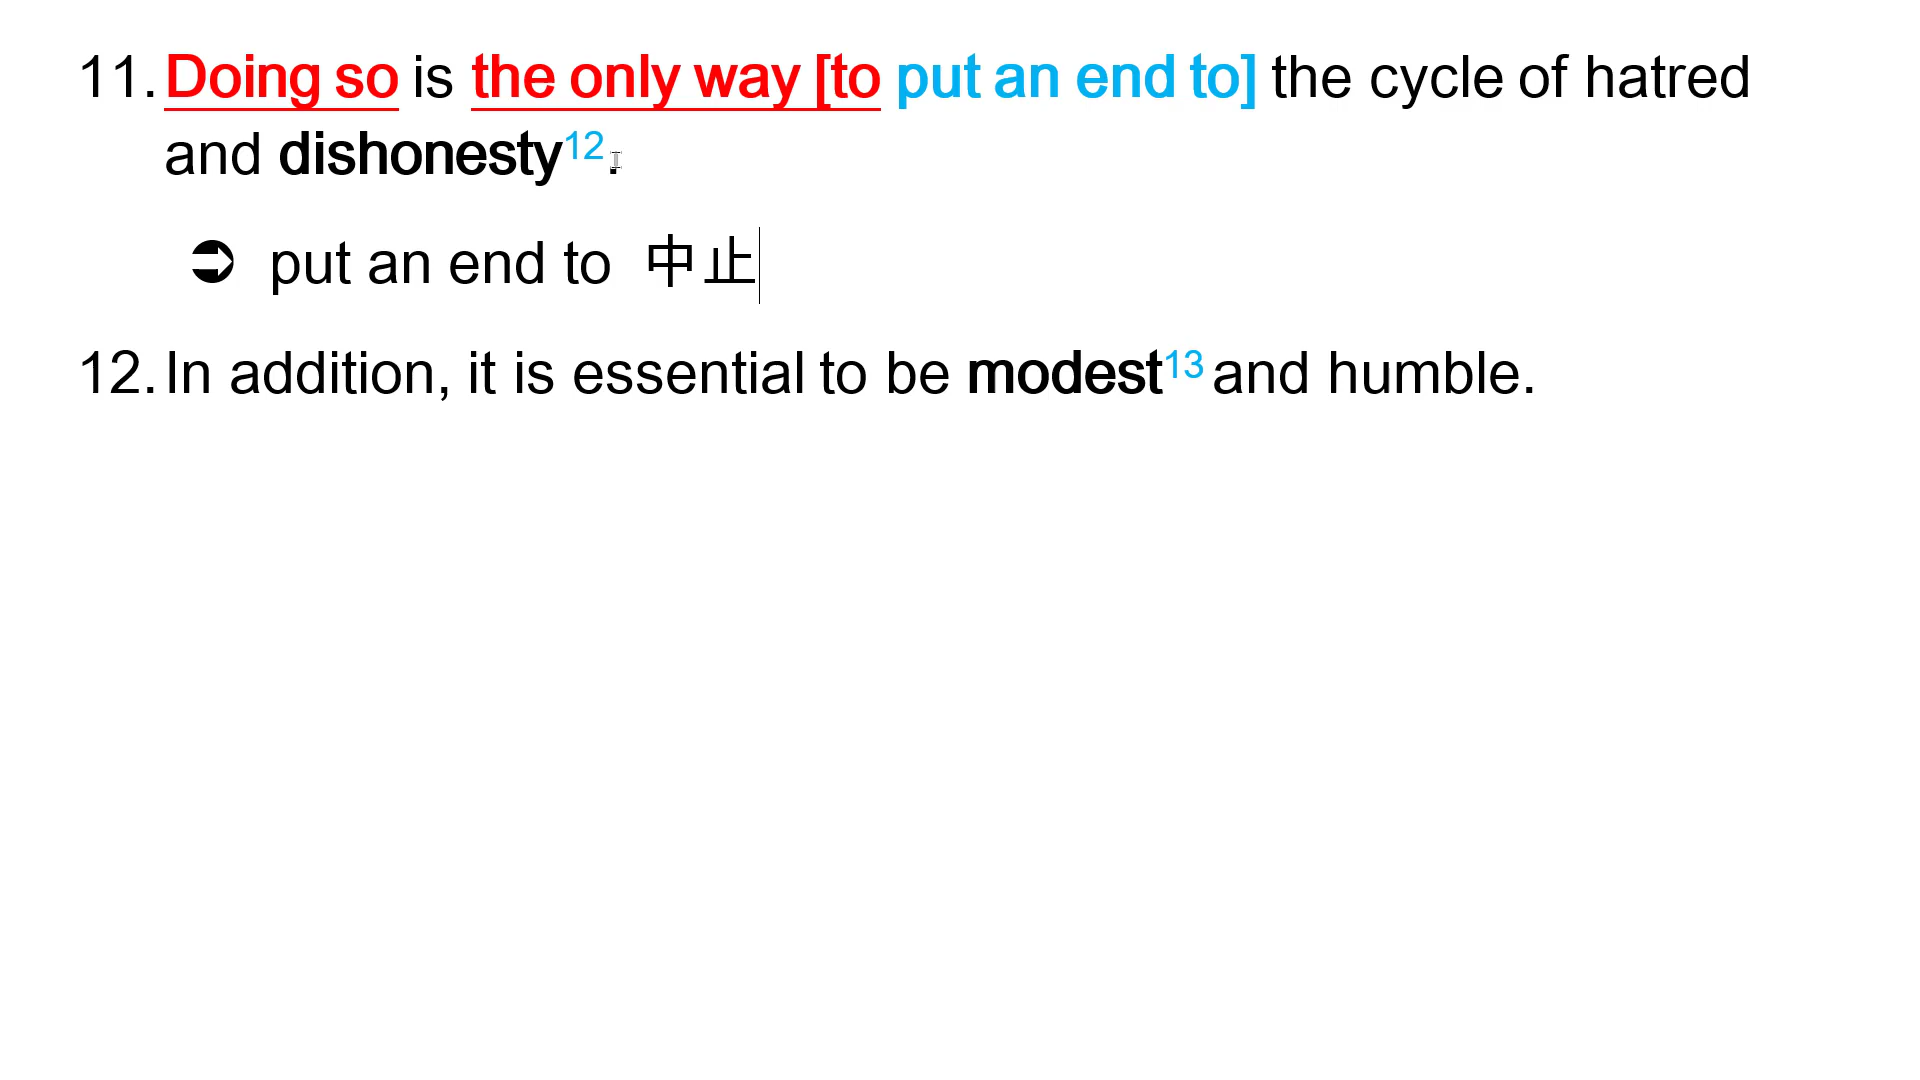 11. Doing so is the only way [to put an end to] the cycle of hatred
and dishonesty12.
➲ put an end to 中止
12. In addition, it is essential to be modest13 and humble.